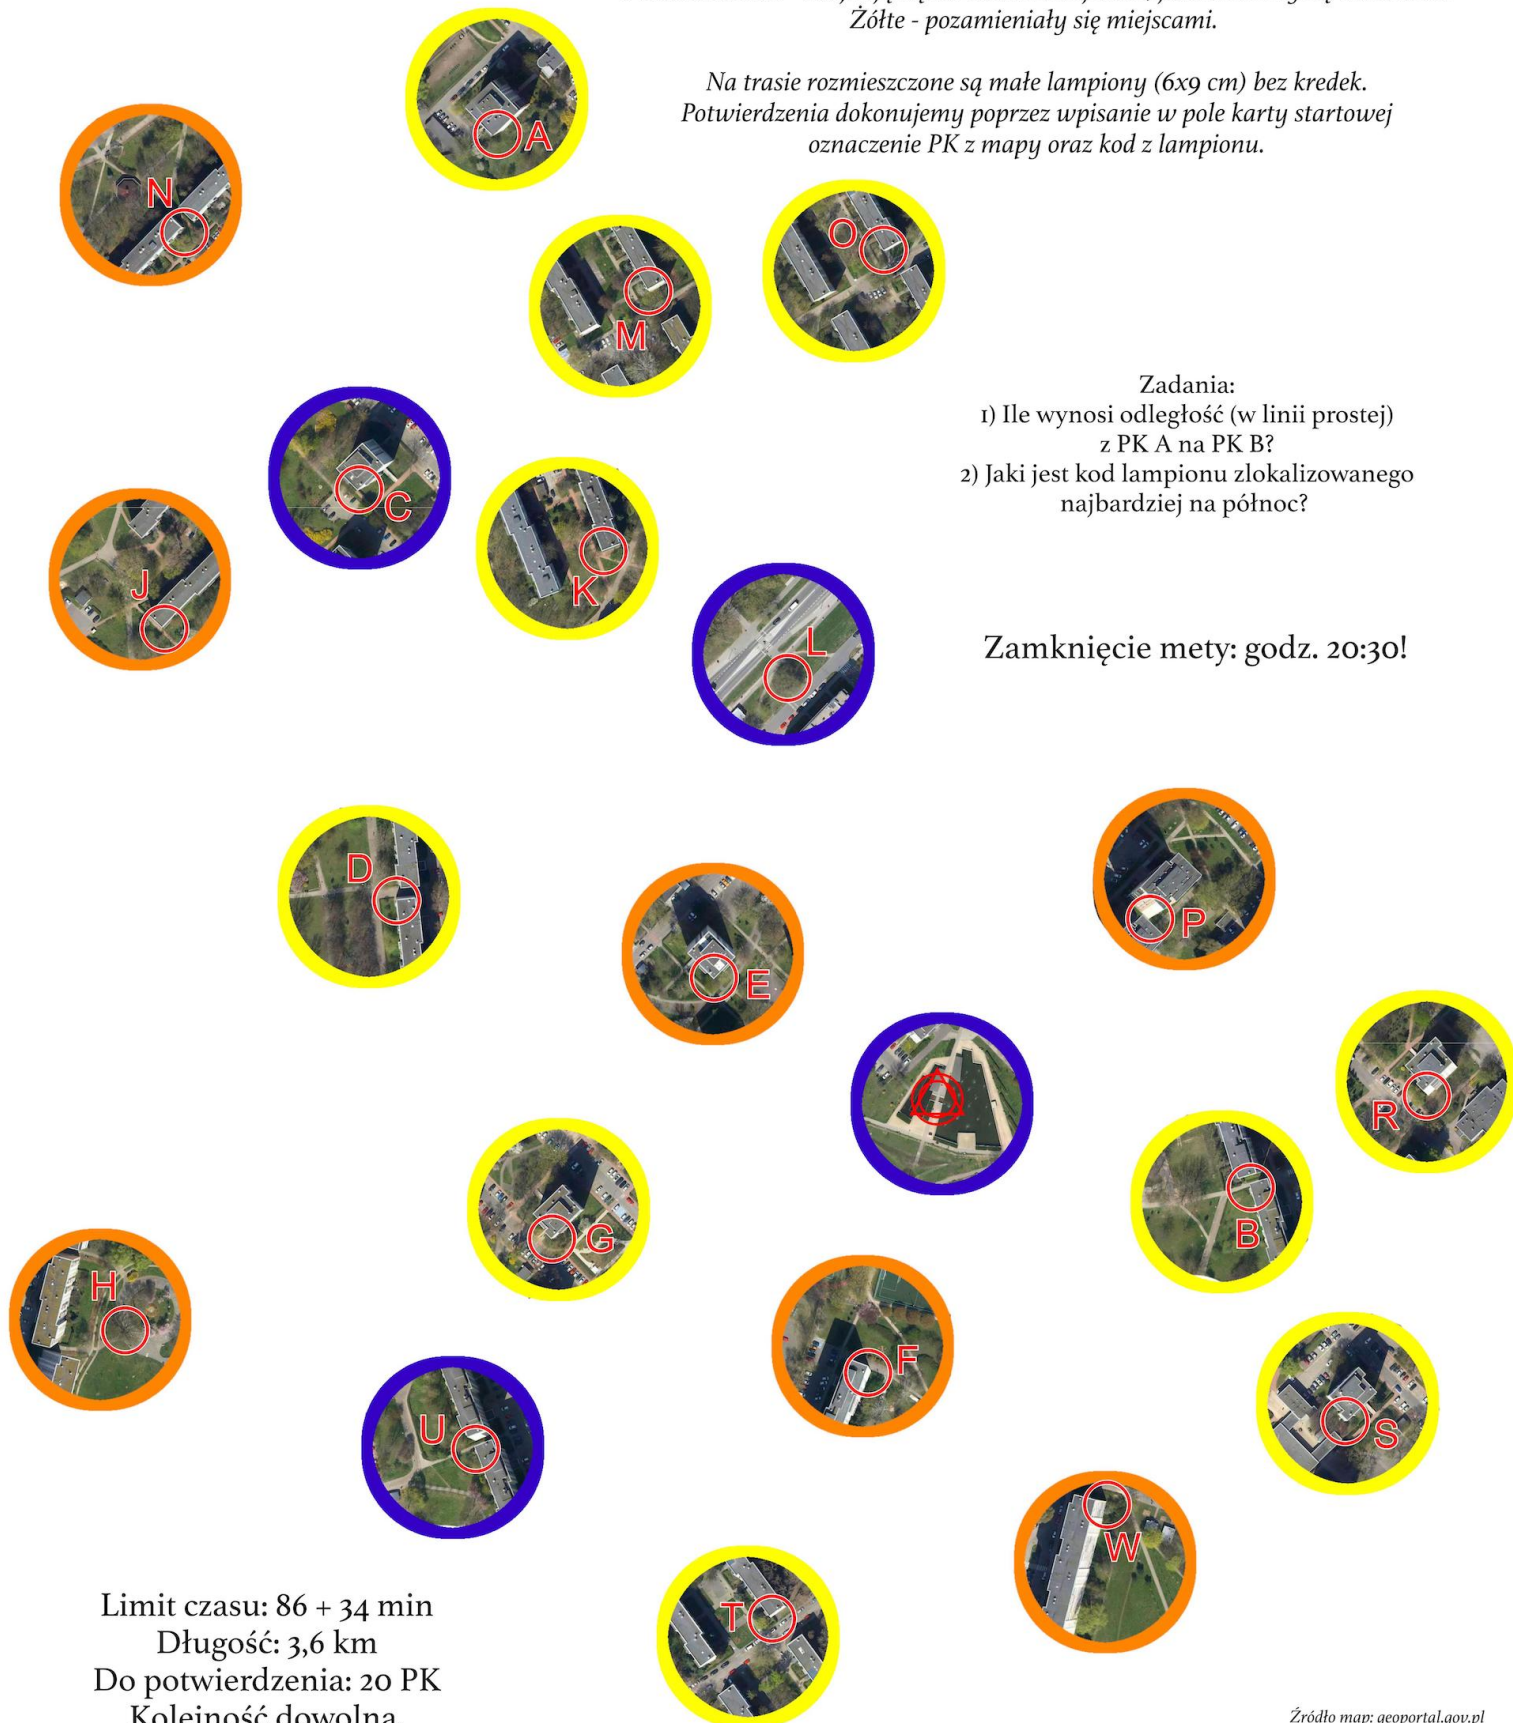 Żółte - pozamieniały się miejscami.
Na trasie rozmieszczone są małe lampiony (6x9 cm) bez kredek.
Potwierdzenia dokonujemy poprzez wpisanie w pole karty startowej
oznaczenie PK z mapy oraz kod z lampionu.
A
N
O
M
Zadania:
1) Ile wynosi odległość (w linii prostej)
z PK A na PK B?
2) Jaki jest kod lampionu zlokalizowanego
najbardziej na północ?
C
J
K
L
Zamknięcie mety: godz. 20:30!
D
P
E
R
B
G
H
F
U
S
W
T
Limit czasu: 86 + 34 min
Długość: 3,6 km
Do potwierdzenia: 20 PK
Kolejność dowolna.
Źródło map: geoportal.gov.pl